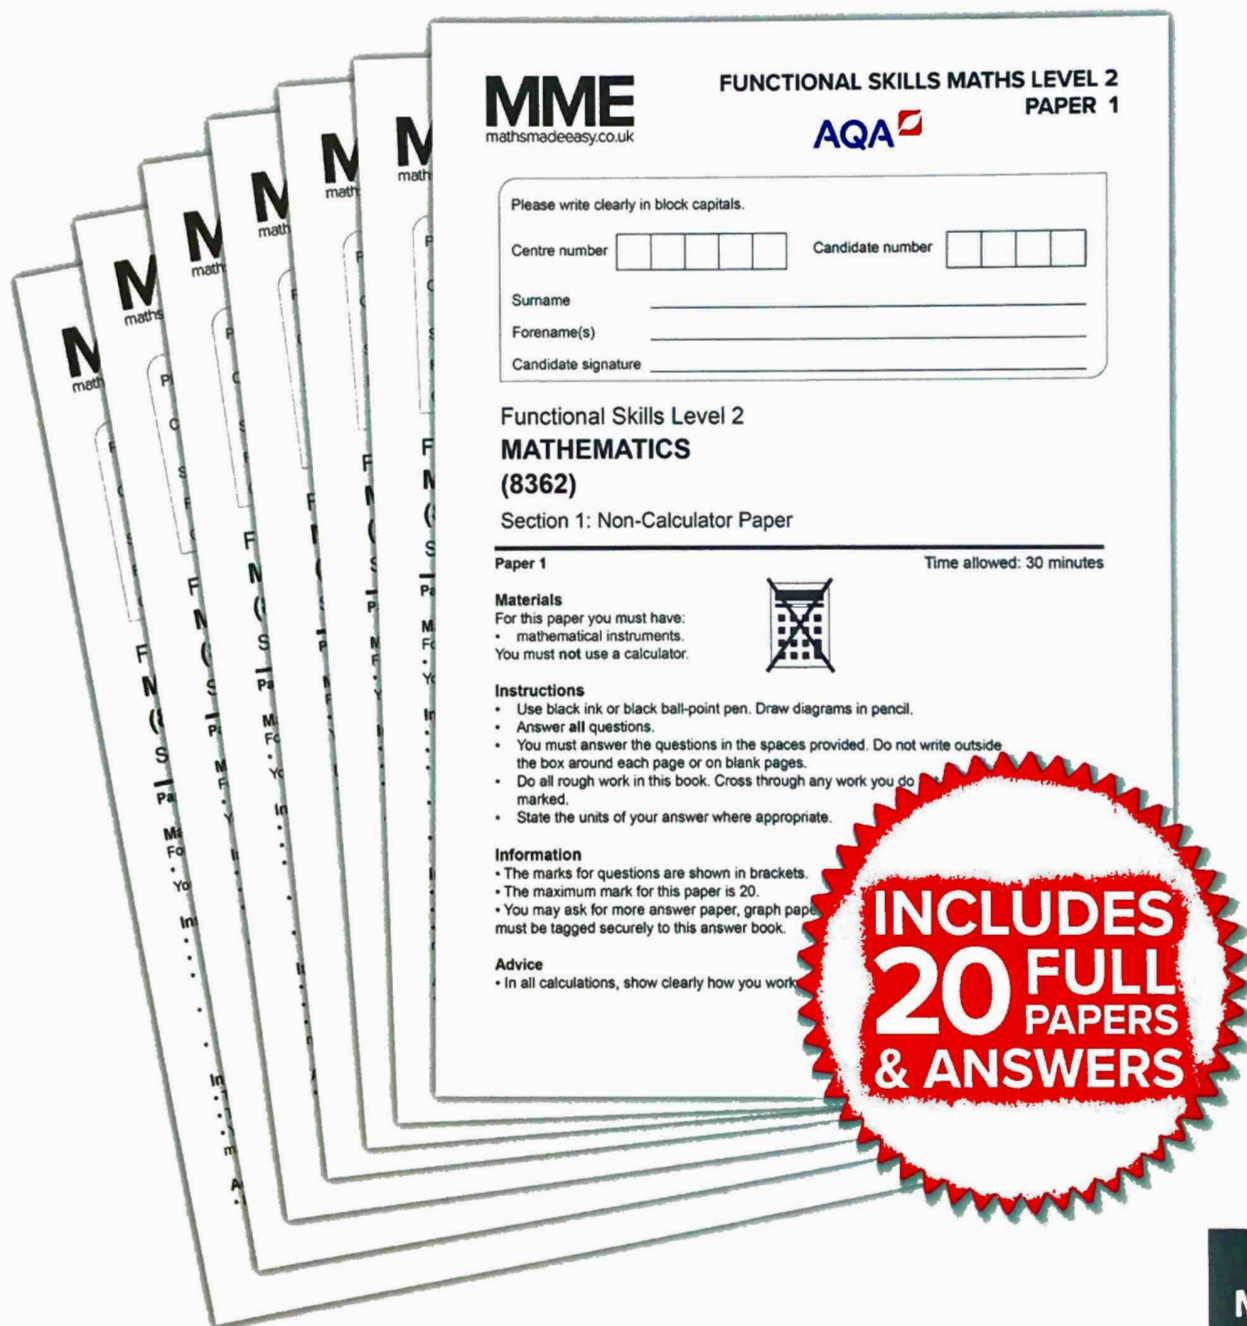 MME
mathsmadeeasy.co.uk
FUNCTIONAL SKILLS MATHS LEVEL 2
PAPER 1
AQA
Please write clearly in block capitals.
Centre number
Candidate number
Surname
Forename(s)
Candidate signature
Functional Skills Level 2
MATHEMATICS
(8362)
Section 1: Non-Calculator Paper
Paper 1
Time allowed: 30 minutes
Materials
For this paper you must have:
• mathematical instruments.
You must not use a calculator.
Instructions
• Use black ink or black ball-point pen. Draw diagrams in pencil.
• Answer all questions.
• You must answer the questions in the spaces provided. Do not write outside
the box around each page or on blank pages.
• Do all rough work in this book. Cross through any work you do
marked.
• State the units of your answer where appropriate.
Information
• The marks for questions are shown in brackets.
• The maximum mark for this paper is 20.
• You may ask for more answer paper, graph pape
must be tagged securely to this answer book.
Advice
• In all calculations, show clearly how you work
INCLUDES
20 FULL
PAPERS
& ANSWERS